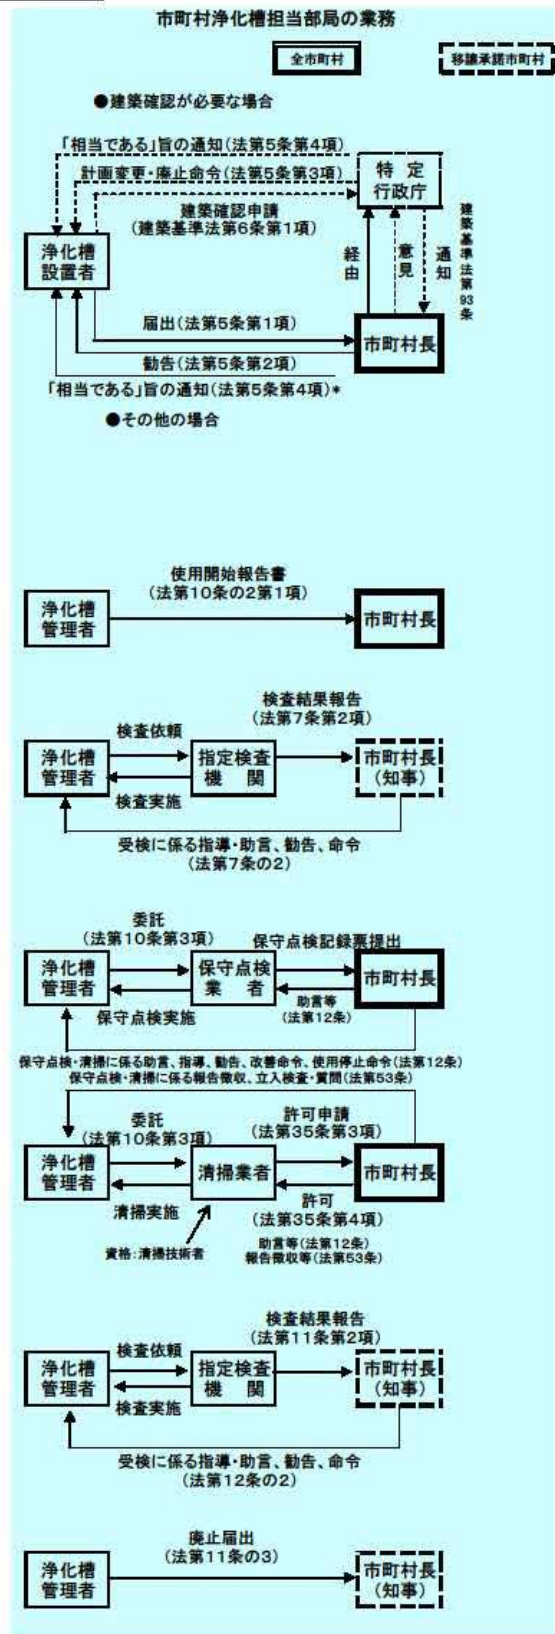 市町村浄化槽担当部局の業務
全市町村
移譲承諾市町村
●建築確認が必要な場合
「相当である」旨の通知(法第5条第4項)
計画変更・廃止命令(法第5条第3項)
建築確認申請
(建築基準法第6条第1項)
特 定
行政庁
浄化槽
設置者
経由
意見
通知
建築基準法第93条
届出(法第5条第1項)
市町村長
勧告(法第5条第2項)
「相当である」旨の通知(法第5条第4項)*
●その他の場合
使用開始報告書
(法第10条の2第1項)
浄化槽
管理者
市町村長
検査結果報告
(法第7条第2項)
検査依頼
浄化槽
管理者
指定検査
機 関
市町村長
(知事)
検査実施
受検に係る指導・助言、勧告、命令
(法第7条の2)
委託
(法第10条第3項)
保守点検記録票提出
浄化槽
管理者
保守点検
業 者
市町村長
助言等
(法第12条)
保守点検実施
保守点検・清掃に係る助言、指導、勧告、改善命令、使用停止命令(法第12条)
保守点検・清掃に係る報告徴収、立入検査・質問(法第53条)
委託
(法第10条第3項)
許可申請
(法第35条第3項)
浄化槽
管理者
清掃業者
市町村長
清掃実施
許可
(法第35条第4項)
資格:清掃技術者
助言等(法第12条)
報告徴収等(法第53条)
検査結果報告
(法第11条第2項)
検査依頼
浄化槽
管理者
指定検査
機 関
市町村長
(知事)
検査実施
受検に係る指導・助言、勧告、命令
(法第12条の2)
廃止届出
(法第11条の3)
浄化槽
管理者
市町村長
(知事)